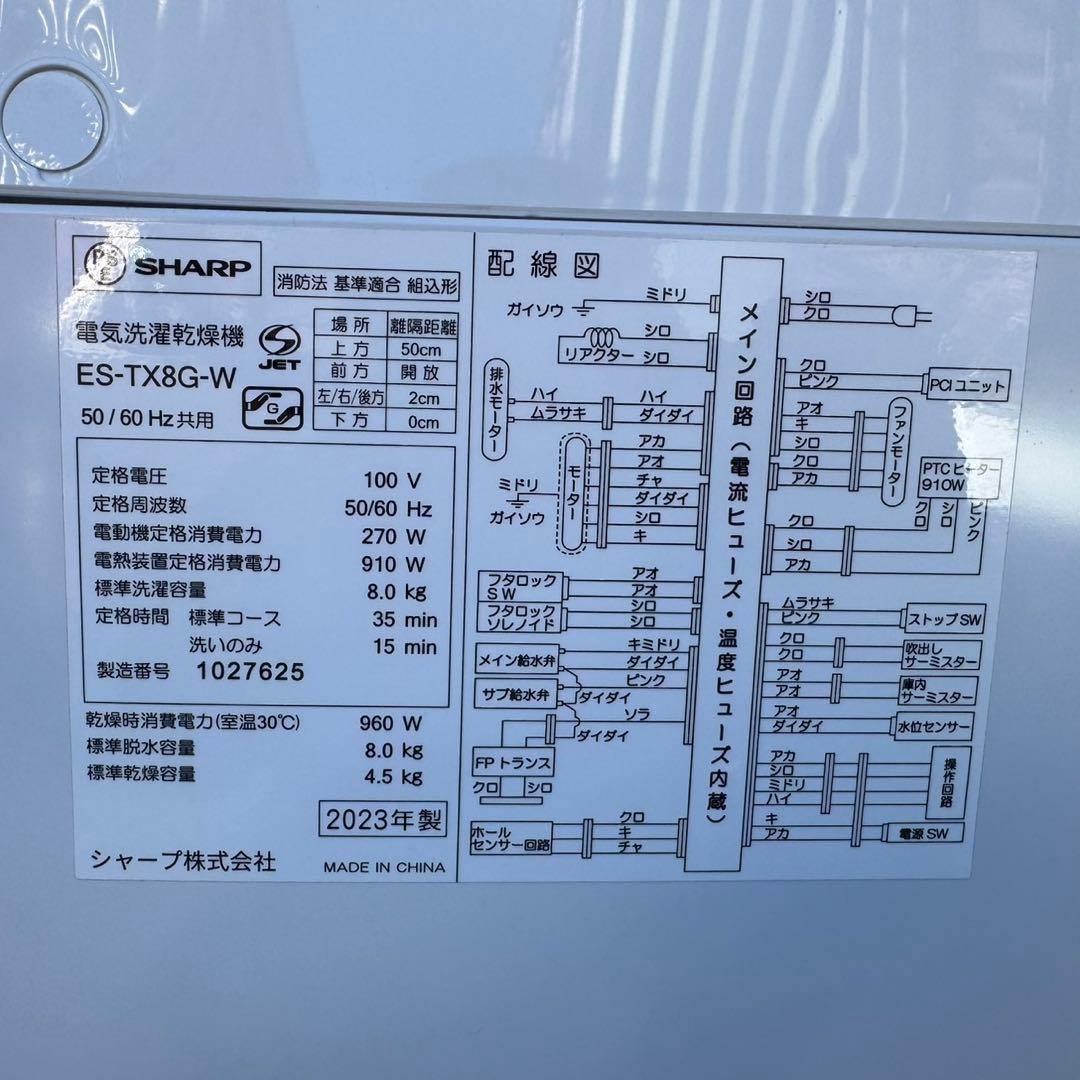 PSE SHARP
消防法 基準適合 組込形
電気洗濯乾燥機
S JET
ES-TX8G-W
50/60 Hz共用
G
場所 離隔距離
上方 50cm
前方 開放
左/右/後方 2cm
下方 0cm
定格電圧 100 V
定格周波数 50/60 Hz
電動機定格消費電力 270 W
電熱装置定格消費電力 910 W
標準洗濯容量 8.0 kg
定格時間 標準コース 35 min
洗いのみ 15 min
製造番号 1027625
乾燥時消費電力(室温30℃) 960 W
標準脱水容量 8.0 kg
標準乾燥容量 4.5 kg
2023年製
シャープ株式会社 MADE IN CHINA
配線図
ガイソウ ミドリ
リアクター シロ シロ
排水モーター
ハイ ハイ
ムラサキ ダイダイ
ミドリ
ガイソウ
モーター
アカ
アオ
チャ
ダイダイ
シロ
キ
フタロック
SW
アオ
アオ
フタロック
ソレノイド
シロ
シロ
メイン給水弁
キミドリ
ダイダイ
サブ給水弁
ピンク
ダイダイ
ソラ
ダイダイ
FPトランス
クロ シロ
ホール
センサー回路
クロ
キ
チャ
メイン回路(電流ヒューズ・温度ヒューズ内蔵)
シロ
クロ
クロ
ピンク
PCIユニット
アオ
キ
シロ
クロ
アカ
ファンモーター
PTCヒーター
910W
クロ
シロ
ピンク
クロ
シロ
アカ
ムラサキ
ピンク
ストップSW
クロ
クロ
吹出し
サーミスター
アオ
アオ
庫内
サーミスター
アオ
ダイダイ
水位センサー
アカ
シロ
ミドリ
ハイ
操作回路
キ
アカ
電源SW